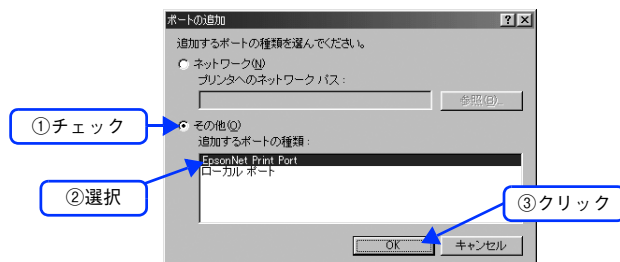 ポートの追加
追加するポートの種類を選んでください。
ネットワーク(N)
プリンタへのネットワーク パス:
参照(B)...
①チェック
その他(O)
追加するポートの種類:
EpsonNet Print Port
ローカル ポート
②選択
③クリック
OK
キャンセル